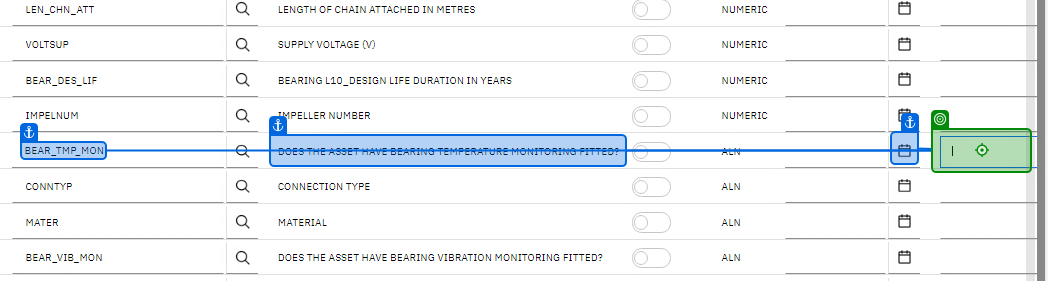 LEN_CHN_ATT LENGTH OF CHAIN ATTACHED IN METRES NUMERIC
VOLTSUP SUPPLY VOLTAGE (V) NUMERIC
BEAR_DES_LIF BEARING L10_DESIGN LIFE DURATION IN YEARS NUMERIC
IMPELNUM IMPELLER NUMBER NUMERIC
BEAR_TMP_MON DOES THE ASSET HAVE BEARING TEMPERATURE MONITORING FITTED? ALN
CONNTYP CONNECTION TYPE ALN
MATER MATERIAL ALN
BEAR_VIB_MON DOES THE ASSET HAVE BEARING VIBRATION MONITORING FITTED? ALN